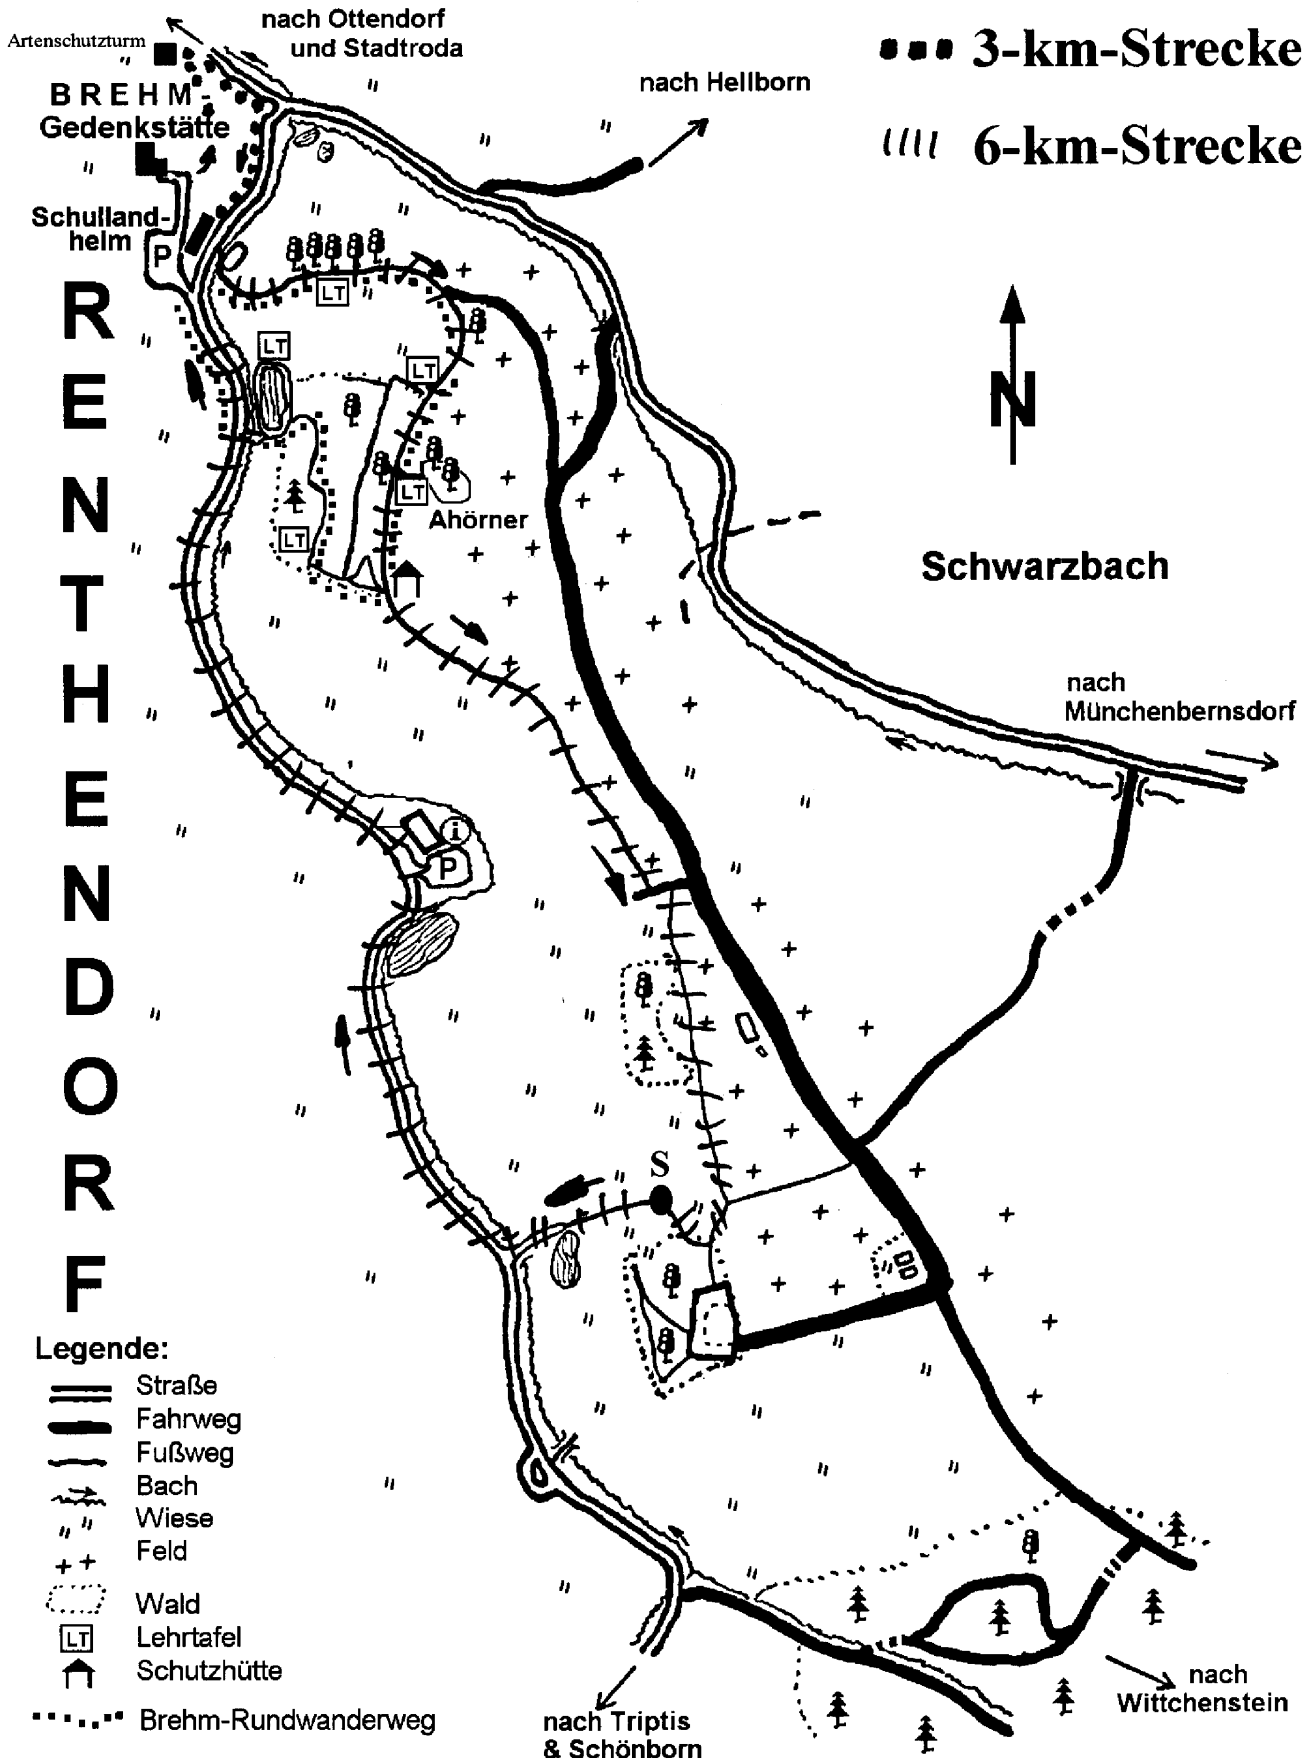 nach Ottendorf
und Stadtroda
Artenschutzturm
BREHM-
Gedenkstätte
3-km-Strecke
nach Hellborn
6-km-Strecke
Schulland-
heim
P
RENTHENDORF
LT
LT
LT
LT
LT
Ahörner
N
Schwarzbach
nach
Münchenbernsdorf
i
P
S
Legende:
Straße
Fahrweg
Fußweg
Bach
Wiese
Feld
Wald
LT Lehrtafel
Schutzhütte
Brehm-Rundwanderweg
nach
Wittchenstein
nach Triptis
& Schönborn